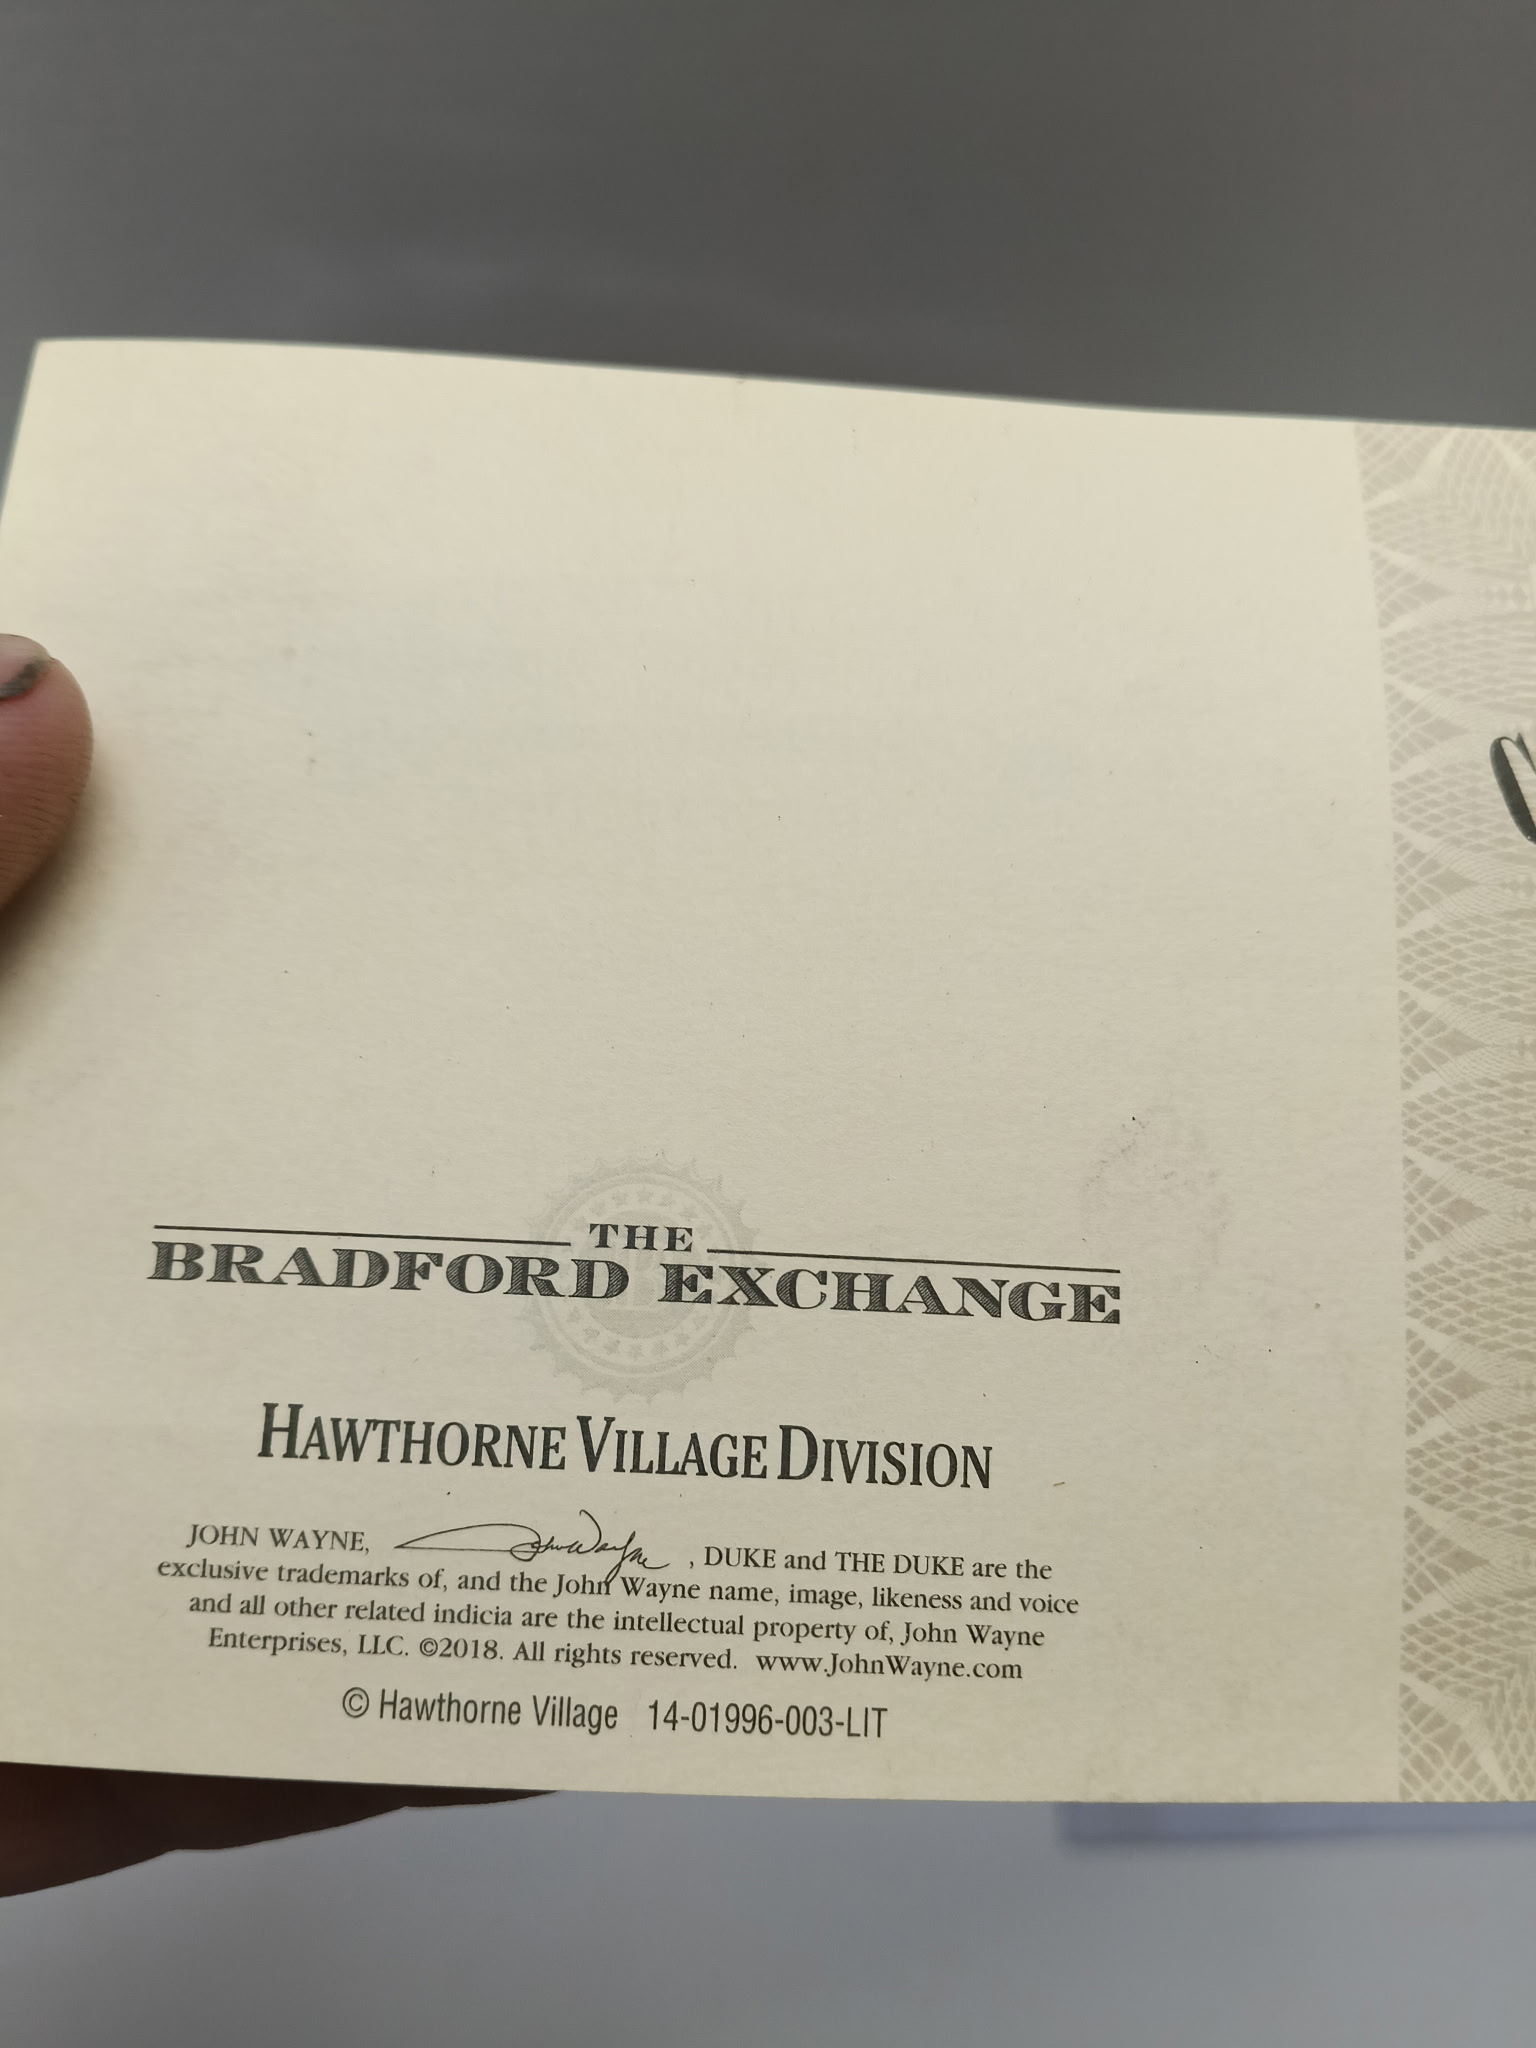 THE
BRADFORD EXCHANGE
HAWTHORNE VILLAGE DIVISION
JOHN WAYNE, John Wayne , DUKE and THE DUKE are the
exclusive trademarks of, and the John Wayne name, image, likeness and voice
and all other related indicia are the intellectual property of, John Wayne
Enterprises, LLC. ©2018. All rights reserved. www.JohnWayne.com
© Hawthorne Village 14-01996-003-LIT